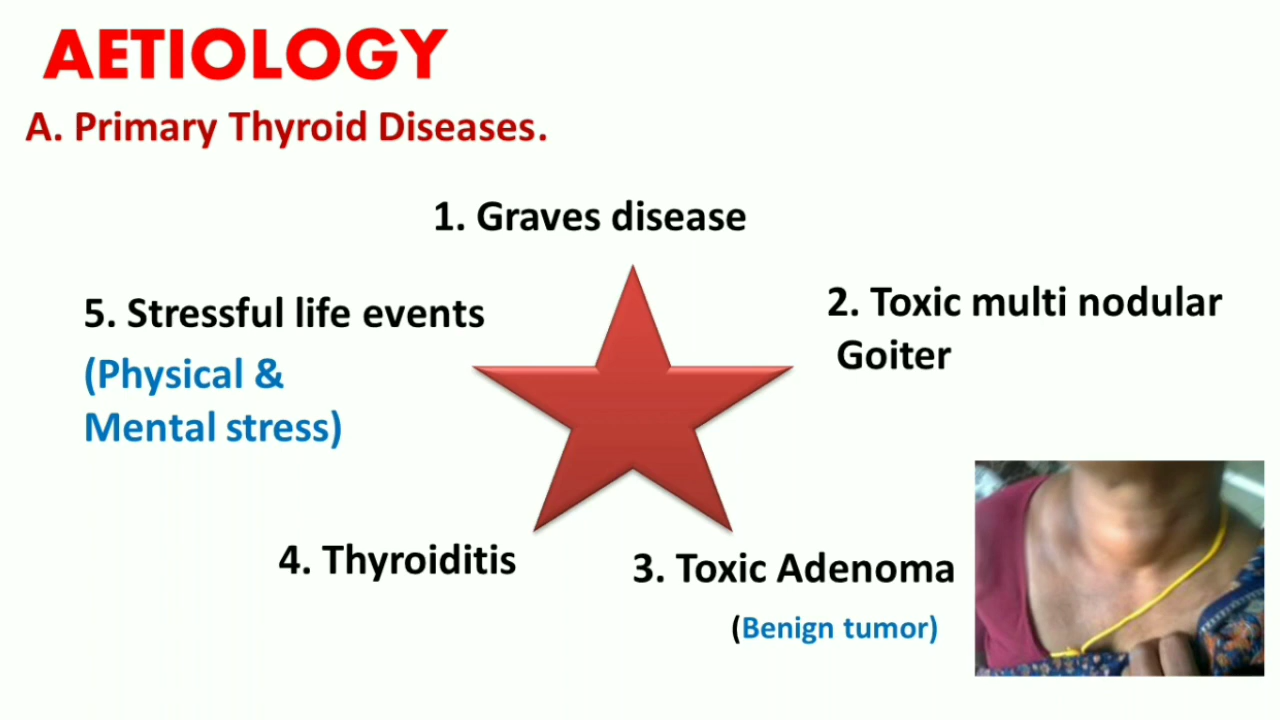 AETIOLOGY
A. Primary Thyroid Diseases.
1. Graves disease
2. Toxic multi nodular
Goiter
3. Toxic Adenoma
(Benign tumor)
4. Thyroiditis
5. Stressful life events
(Physical &
Mental stress)